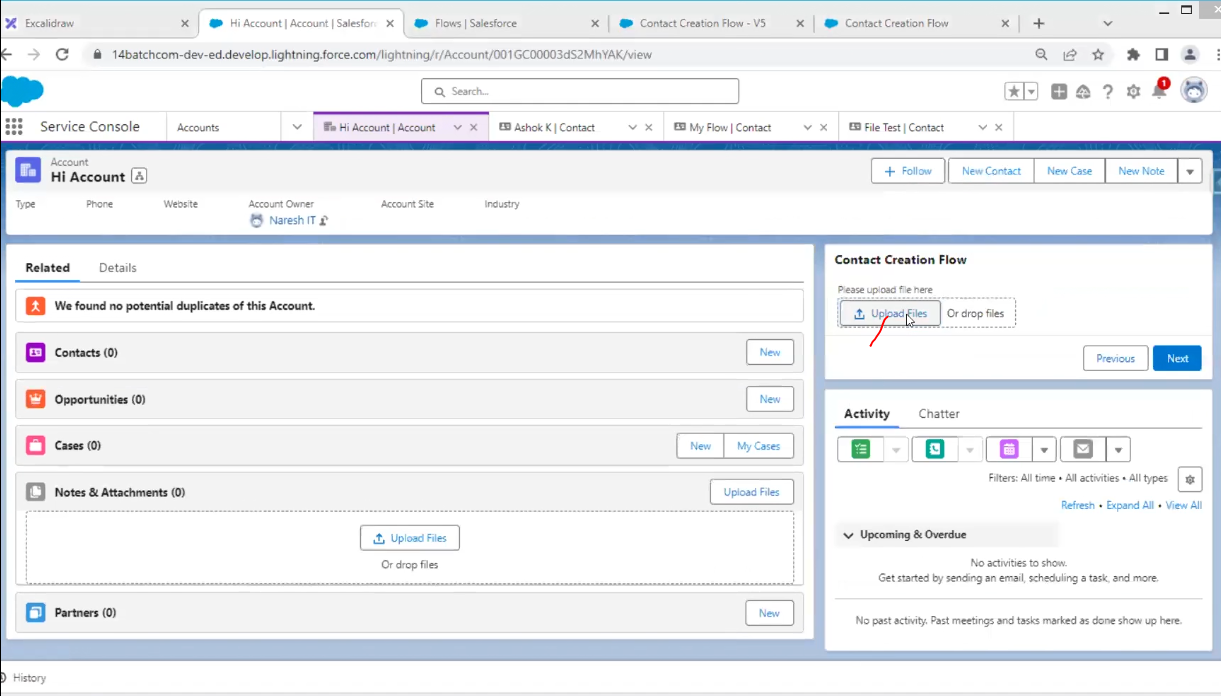 Excalidraw
Hi Account | Account | Salesforc
Flows | Salesforce
Contact Creation Flow - V5
Contact Creation Flow
14batchcom-dev-ed.develop.lightning.force.com/lightning/r/Account/001GC00003dS2MhYAK/view
Search...
1
Service Console
Accounts
Hi Account | Account
Ashok K | Contact
My Flow | Contact
File Test | Contact
Account
Hi Account
Follow
New Contact
New Case
New Note
Type
Phone
Website
Account Owner
Account Site
Industry
Naresh IT
Related
Details
We found no potential duplicates of this Account.
Contacts (0)
New
Opportunities (0)
New
Cases (0)
New
My Cases
Notes & Attachments (0)
Upload Files
Upload Files
Or drop files
Partners (0)
New
Contact Creation Flow
Please upload file here
Upload Files
Or drop files
Previous
Next
Activity
Chatter
Filters: All time • All activities • All types
Refresh • Expand All • View All
Upcoming & Overdue
No activities to show.
Get started by sending an email, scheduling a task, and more.
No past activity. Past meetings and tasks marked as done show up here.
History